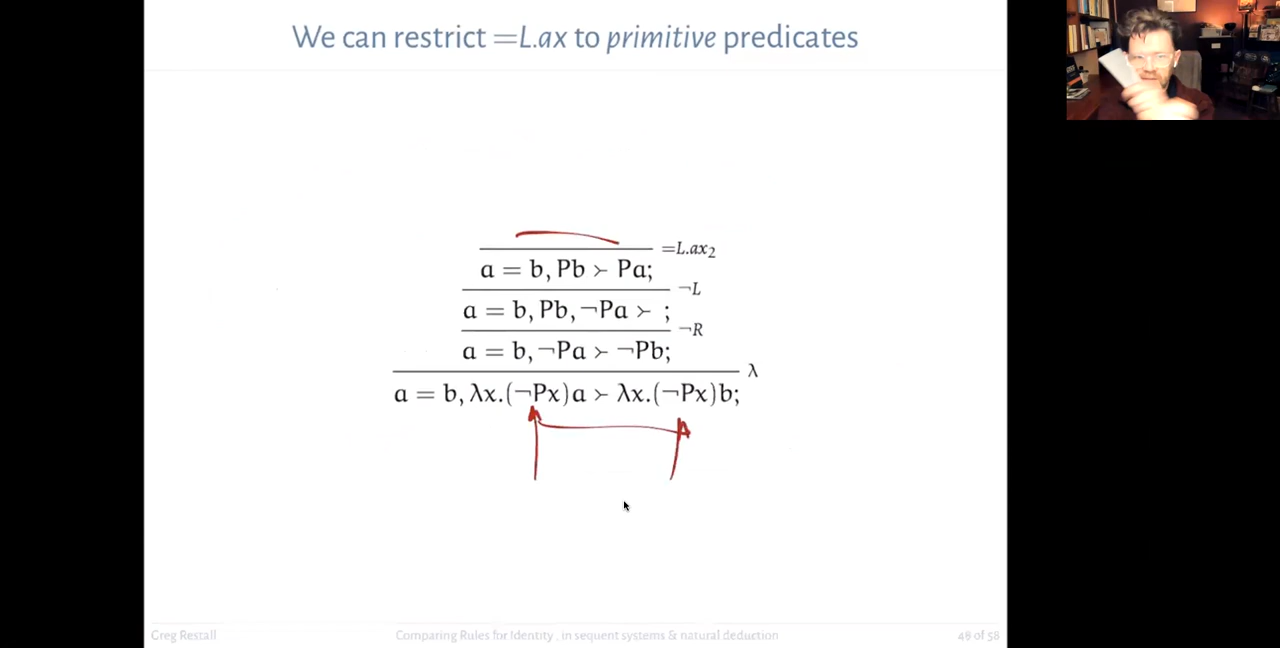 We can restrict =L.ax to primitive predicates
=L.ax₂
a = b, Pb ≻ Pa;
¬L
a = b, Pb, ¬Pa ≻ ;
¬R
a = b, ¬Pa ≻ ¬Pb;
λ
a = b, λx.(¬Px)a ≻ λx.(¬Px)b;
Greg Restall
Comparing Rules for Identity , in sequent systems & natural deduction
48 of 58